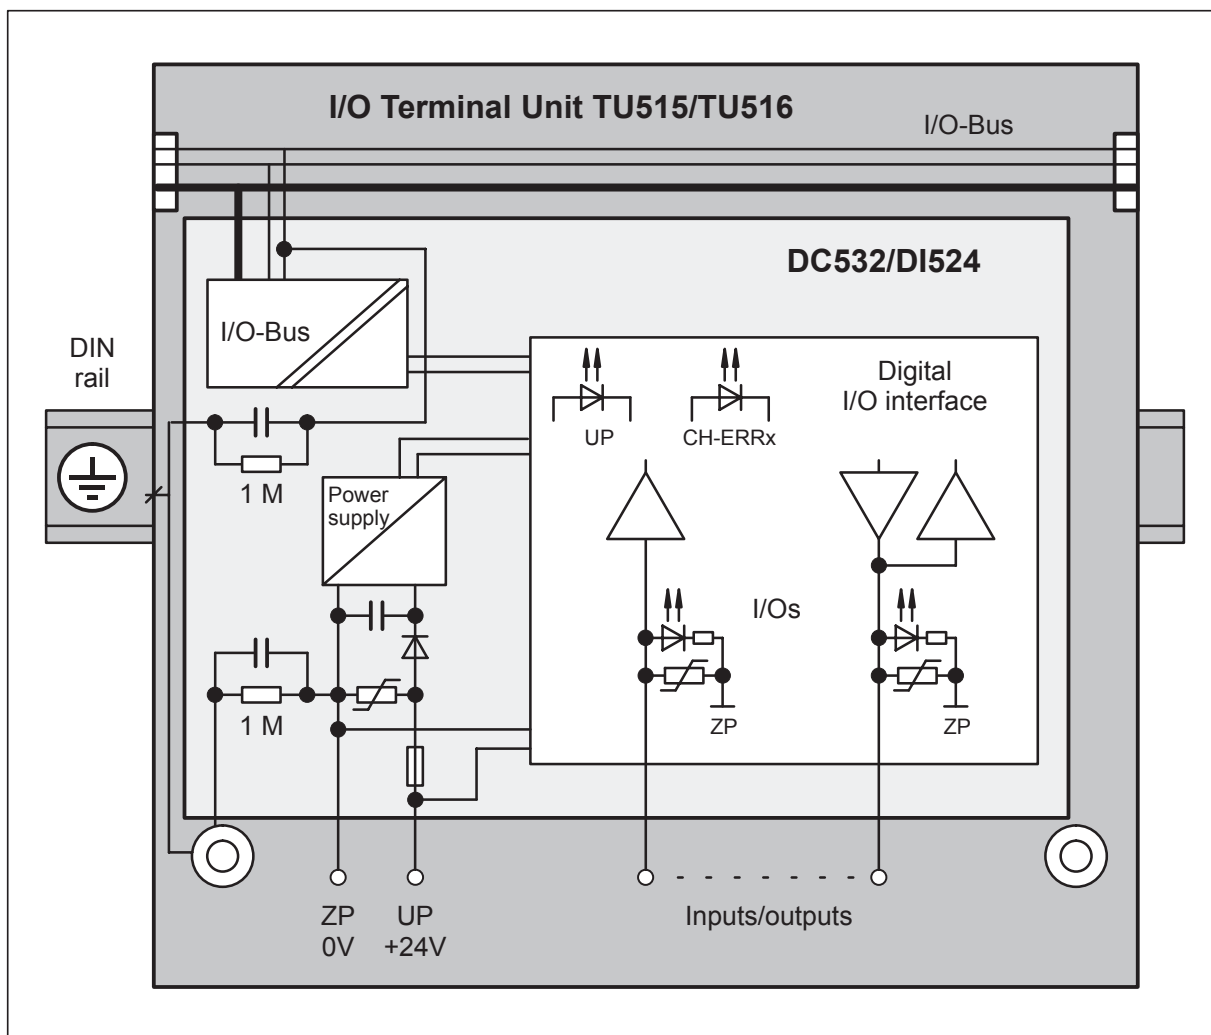 I/O Terminal Unit TU515/TU516
I/O-Bus
DC532/DI524
I/O-Bus
DIN
rail
Digital
I/O interface
UP
CH-ERRx
1 M
Power
supply
I/Os
1 M
ZP
ZP
ZP
0V
UP
+24V
Inputs/outputs